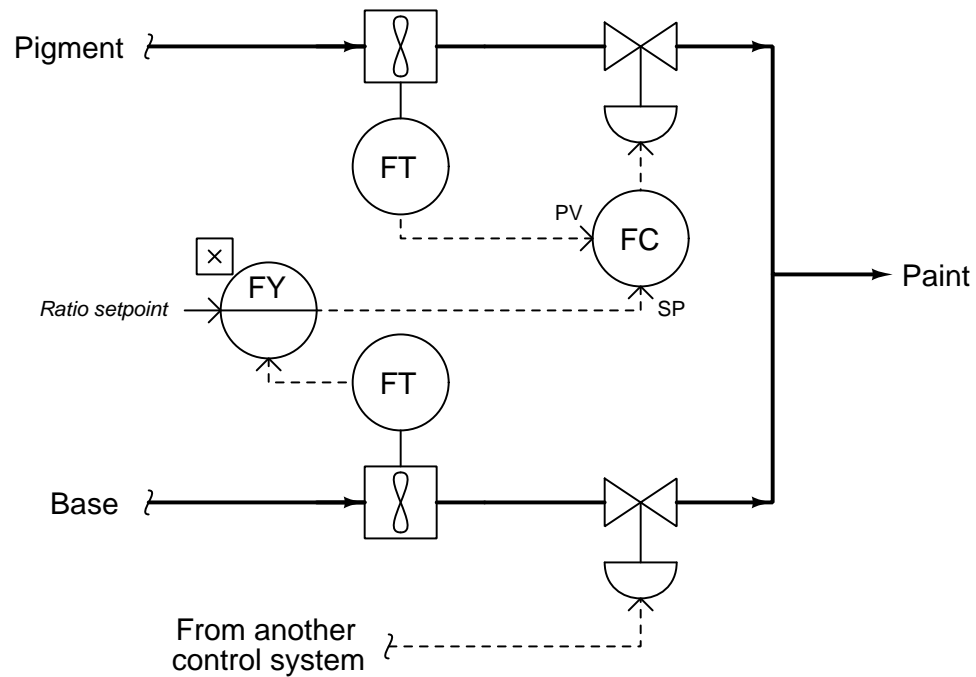 Pigment
FT
PV
FC
×
FY
Ratio setpoint
SP
Paint
FT
Base
From another
control system